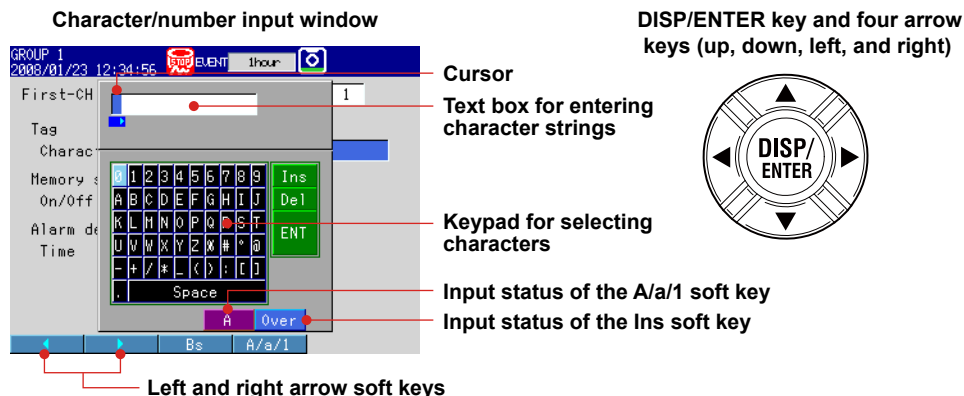 Character/number input window
DISP/ENTER key and four arrow
keys (up, down, left, and right)
GROUP 1
2008/01/23 12:34:56
STOP
EVENT
1hour
First-CH
1
Tag
Charac
Memory s
On/Off
Alarm de
Time
0 1 2 3 4 5 6 7 8 9
A B C D E F G H I J
K L M N O P Q R S T
U V W X Y Z % # ° @
- + / * _ ( ) : [ ]
. Space
Ins
Del
ENT
A
Over
Bs
A/a/1
Cursor
Text box for entering
character strings
Keypad for selecting
characters
Input status of the A/a/1 soft key
Input status of the Ins soft key
Left and right arrow soft keys
DISP/
ENTER